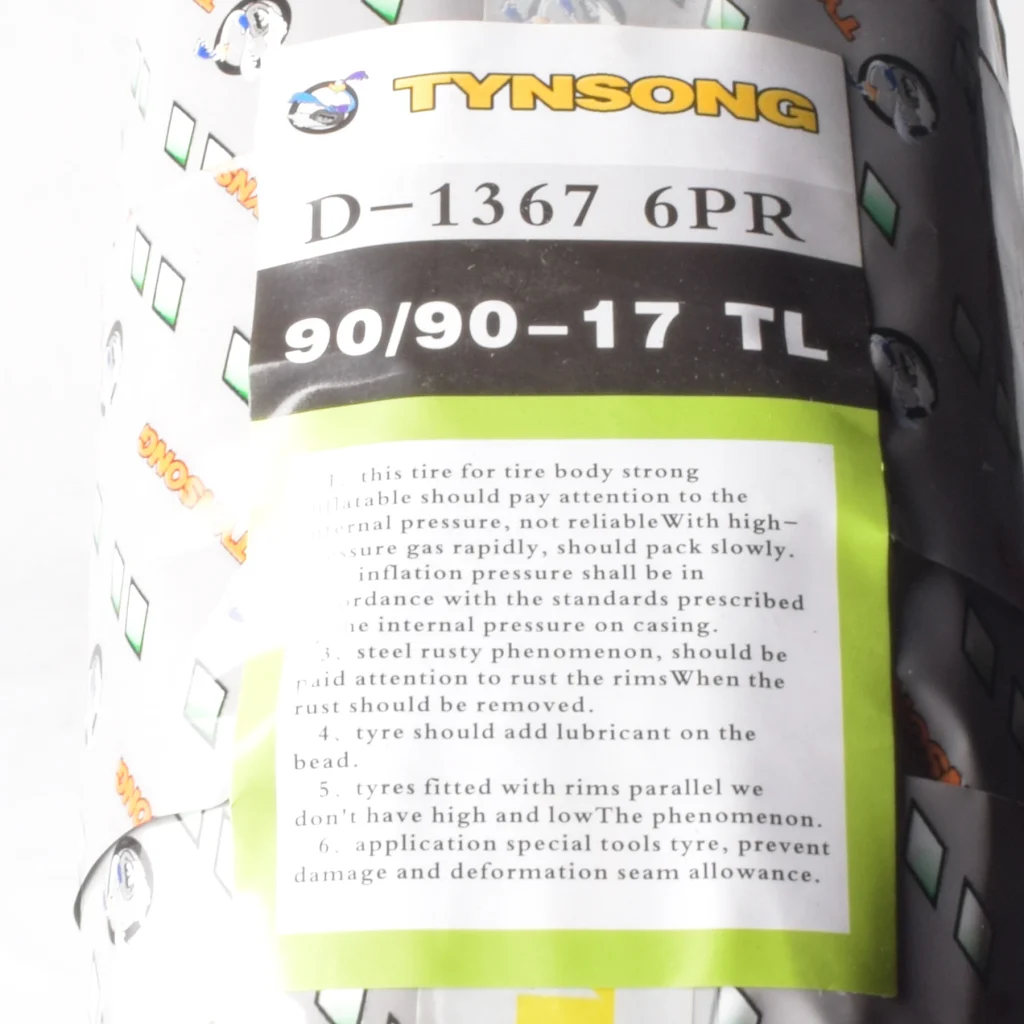 TYNSONG
D-1367 6PR
90/90-17 TL
1. this tire for tire body strong
should pay attention to the
pressure, not reliableWith high-
gas rapidly, should pack slowly.
inflation pressure shall be in
with the standards prescribed
internal pressure on casing.
3. steel rusty phenomenon, should be
paid attention to rust the rimsWhen the
rust should be removed.
4. tyre should add lubricant on the
bead.
5. tyres fitted with rims parallel we
don't have high and lowThe phenomenon.
6. application special tools tyre, prevent
damage and deformation seam allowance.